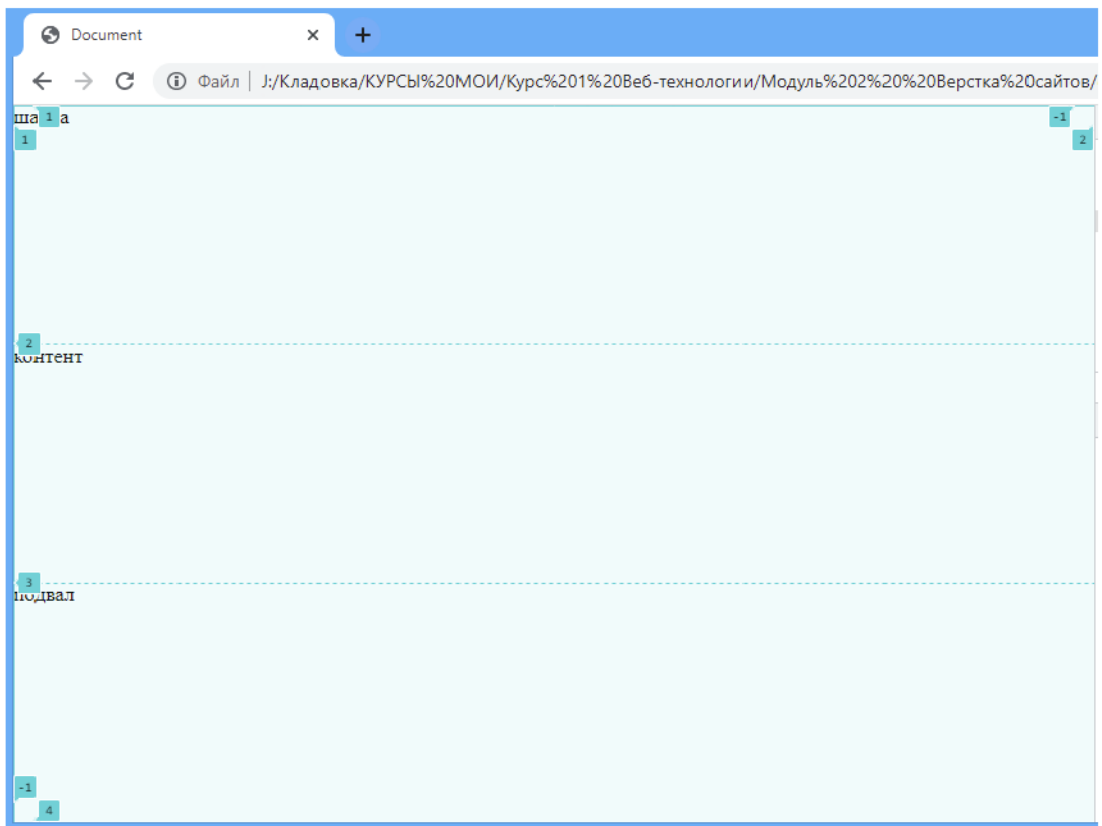 Document
Файл J:/Кладовка/КУРСЫ%20МОИ/Курс%201%20Веб-технологии/Модуль%202%20%20Верстка%20сайтов/
ша 1 а -1
1 2
2
контент
3
подвал
-1
4